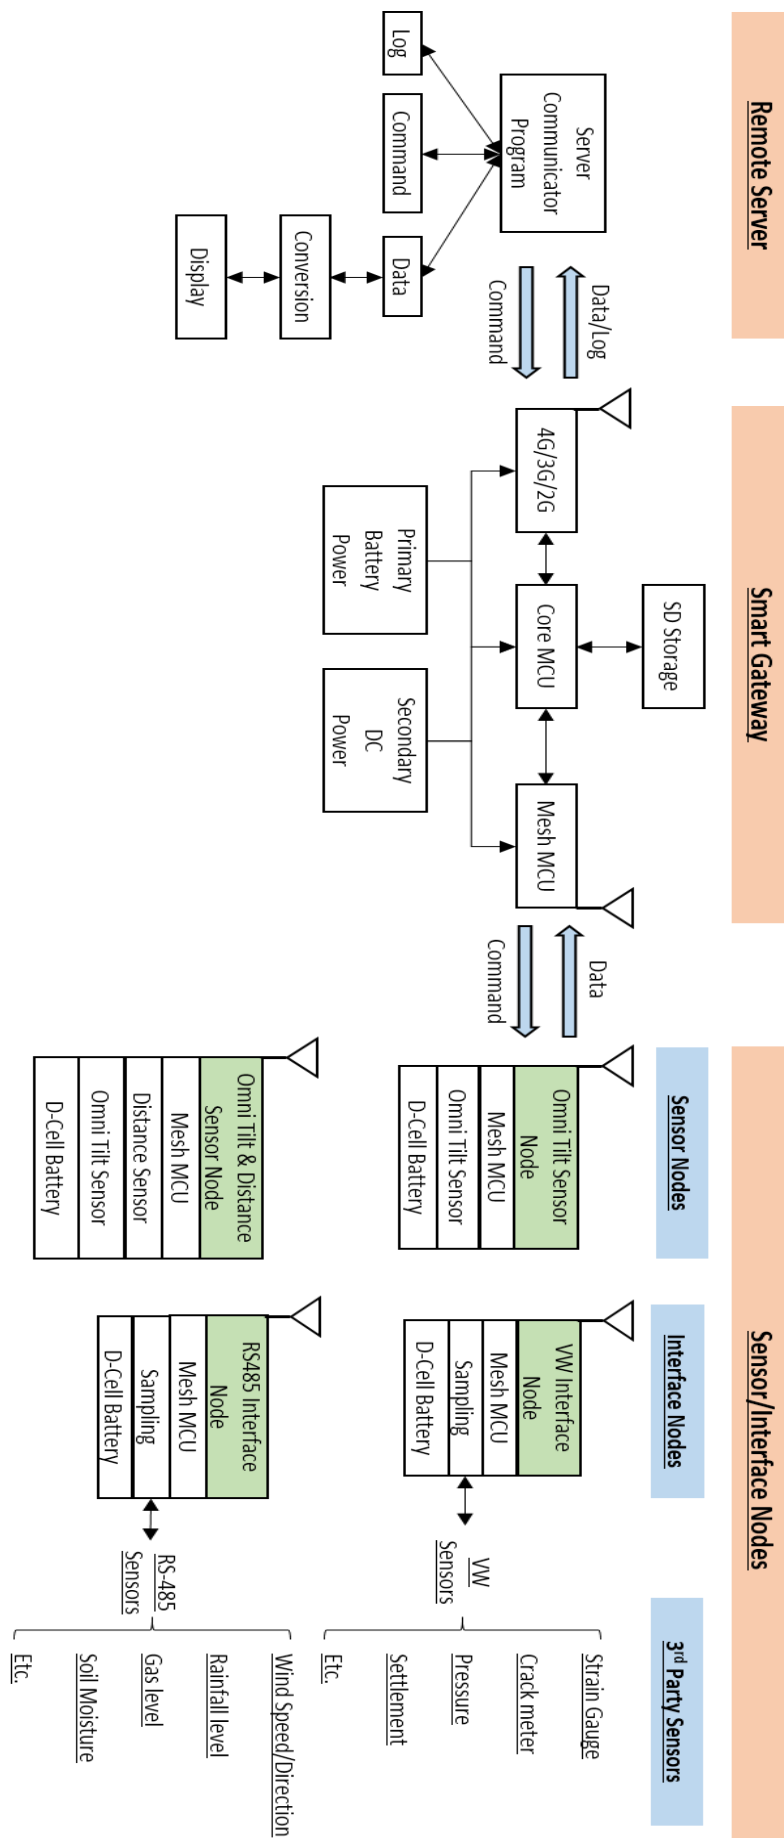 Remote Server
Server
Communicator
Program
Log
Command
Data
Conversion
Display
Data/Log
Command
Smart Gateway
SD Storage
4G/3G/2G
Core MCU
Mesh MCU
Primary
Battery
Power
Secondary
DC
Power
Data
Command
Sensor/Interface Nodes
Sensor Nodes
Omni Tilt Sensor
Node
Mesh MCU
Omni Tilt Sensor
D-Cell Battery
Omni Tilt & Distance
Sensor Node
Mesh MCU
Distance Sensor
Omni Tilt Sensor
D-Cell Battery
Interface Nodes
VW Interface
Node
Mesh MCU
Sampling
D-Cell Battery
RS485 Interface
Node
Mesh MCU
Sampling
D-Cell Battery
3rd Party Sensors
VW
Sensors
Strain Gauge
Crack meter
Pressure
Settlement
Etc.
RS-485
Sensors
Wind Speed/Direction
Rainfall level
Gas level
Soil Moisture
Etc.